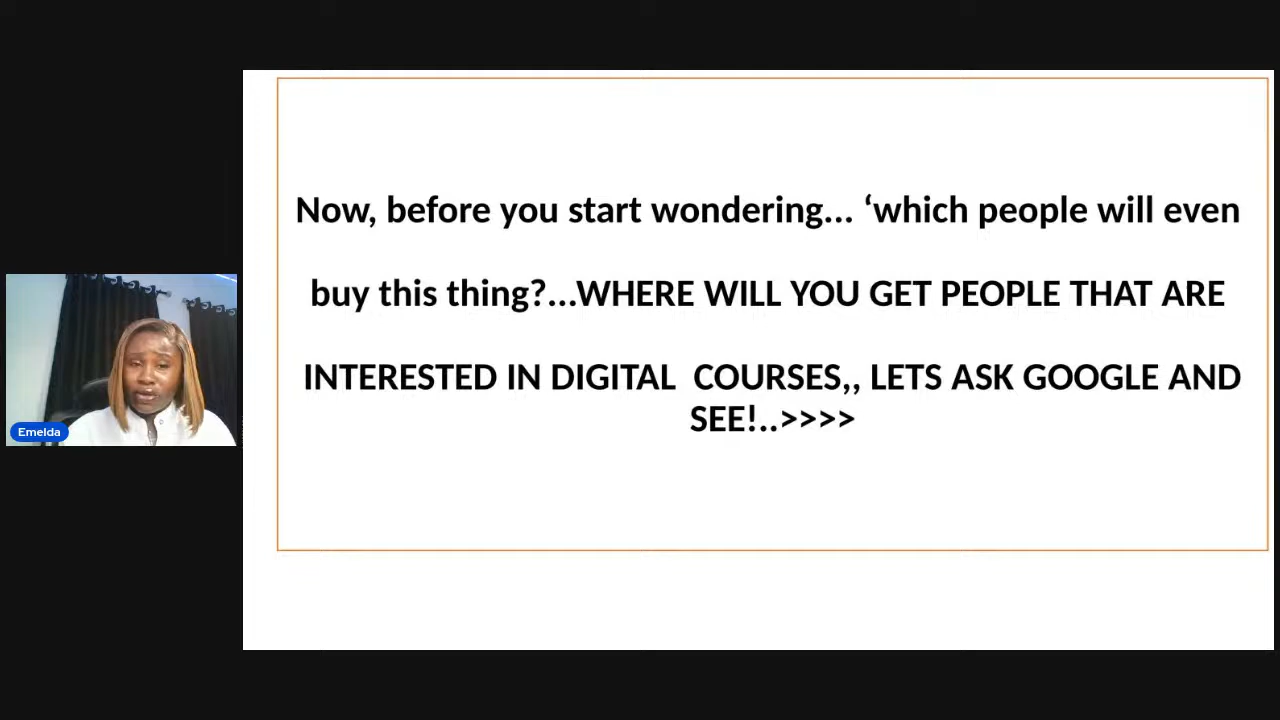 Now, before you start wondering... ‘which people will even
buy this thing?...WHERE WILL YOU GET PEOPLE THAT ARE
INTERESTED IN DIGITAL  COURSES,, LETS ASK GOOGLE AND
SEE!..>>>>
Emelda